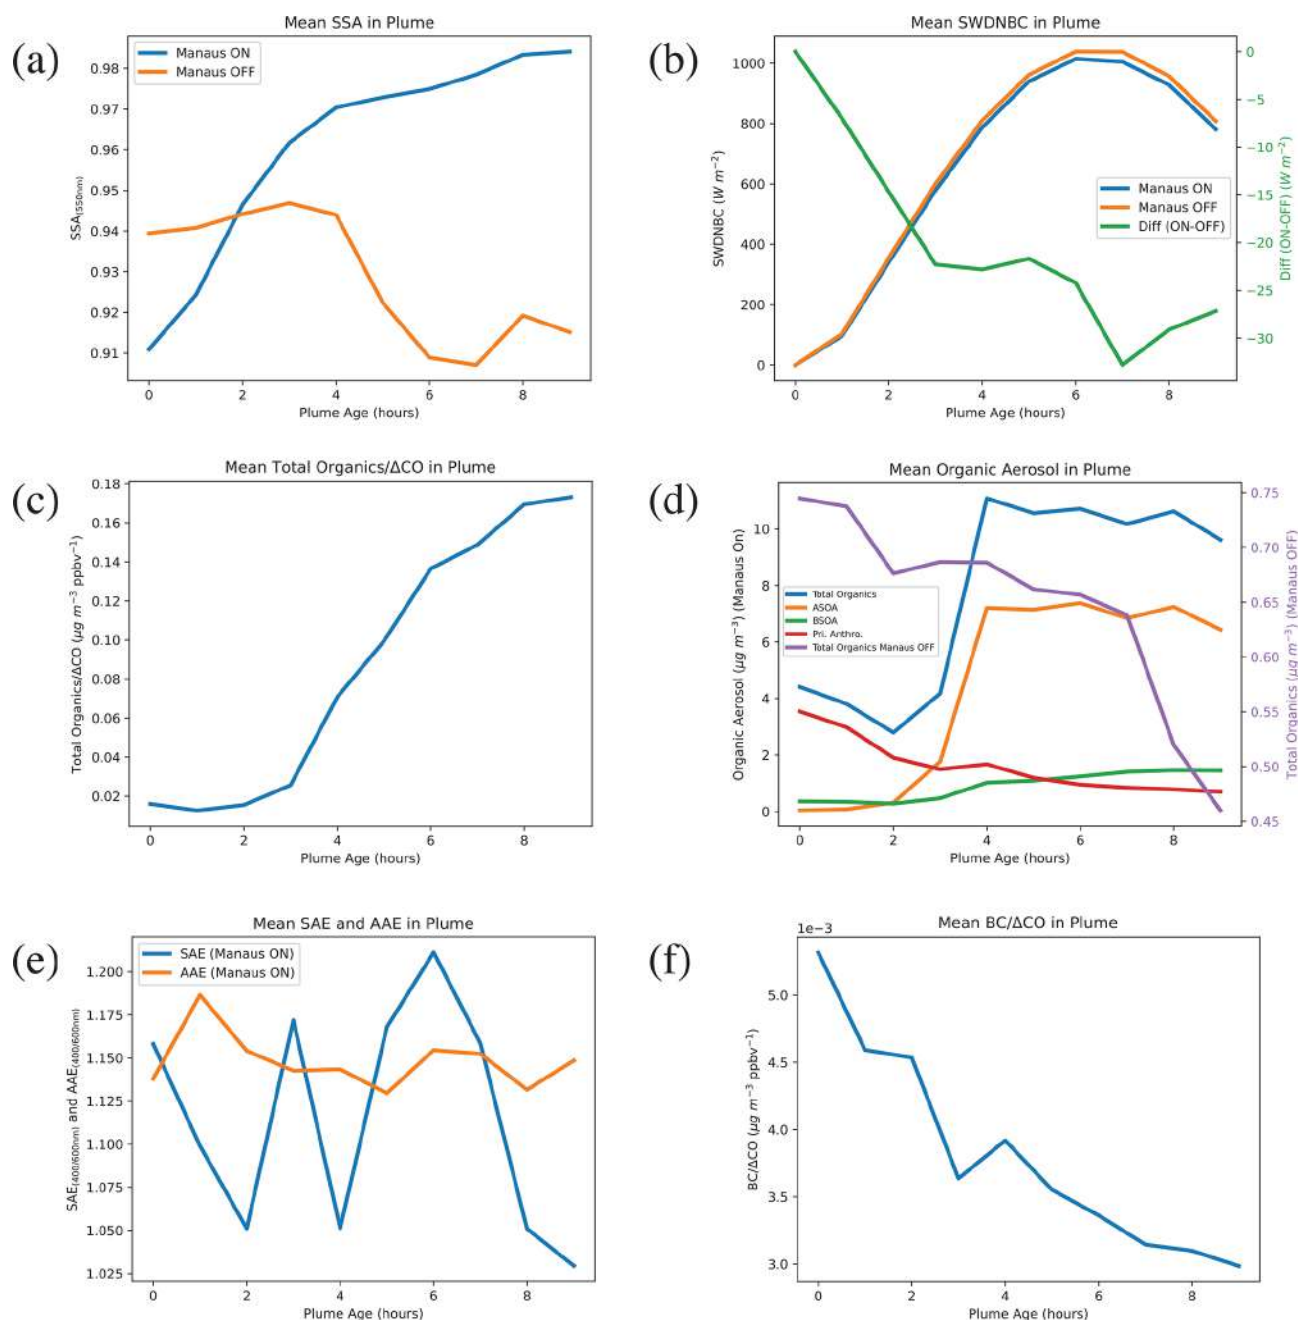 (a)
Mean SSA in Plume
Manaus ON
Manaus OFF
0.98
0.97
0.96
0.95
0.94
0.93
0.92
0.91
SSA(550nm)
0 2 4 6 8
Plume Age (hours)
(b)
Mean SWDNBC in Plume
1000
800
600
400
200
0
SWDNBC (W m−2)
Manaus ON
Manaus OFF
Diff (ON-OFF)
0
−5
−10
−15
−20
−25
−30
Diff (ON-OFF) (W m−2)
0 2 4 6 8
Plume Age (hours)
(c)
Mean Total Organics/ΔCO in Plume
0.18
0.16
0.14
0.12
0.10
0.08
0.06
0.04
0.02
Total Organics/ΔCO (μg m−3 ppbv−1)
0 2 4 6 8
Plume Age (hours)
(d)
Mean Organic Aerosol in Plume
10
8
6
4
2
0
Organic Aerosol (μg m−3) (Manaus On)
Total Organics
ASOA
BSOA
Pri. Anthro.
Total Organics Manaus OFF
0.75
0.70
0.65
0.60
0.55
0.50
0.45
Total Organics (μg m−3) (Manaus OFF)
0 2 4 6 8
Plume Age (hours)
(e)
Mean SAE and AAE in Plume
SAE (Manaus ON)
AAE (Manaus ON)
1.200
1.175
1.150
1.125
1.100
1.075
1.050
1.025
SAE(400/600nm) and AAE(400/600nm)
0 2 4 6 8
Plume Age (hours)
(f)
Mean BC/ΔCO in Plume
1e−3
5.0
4.5
4.0
3.5
3.0
BC/ΔCO (μg m−3 ppbv−1)
0 2 4 6 8
Plume Age (hours)